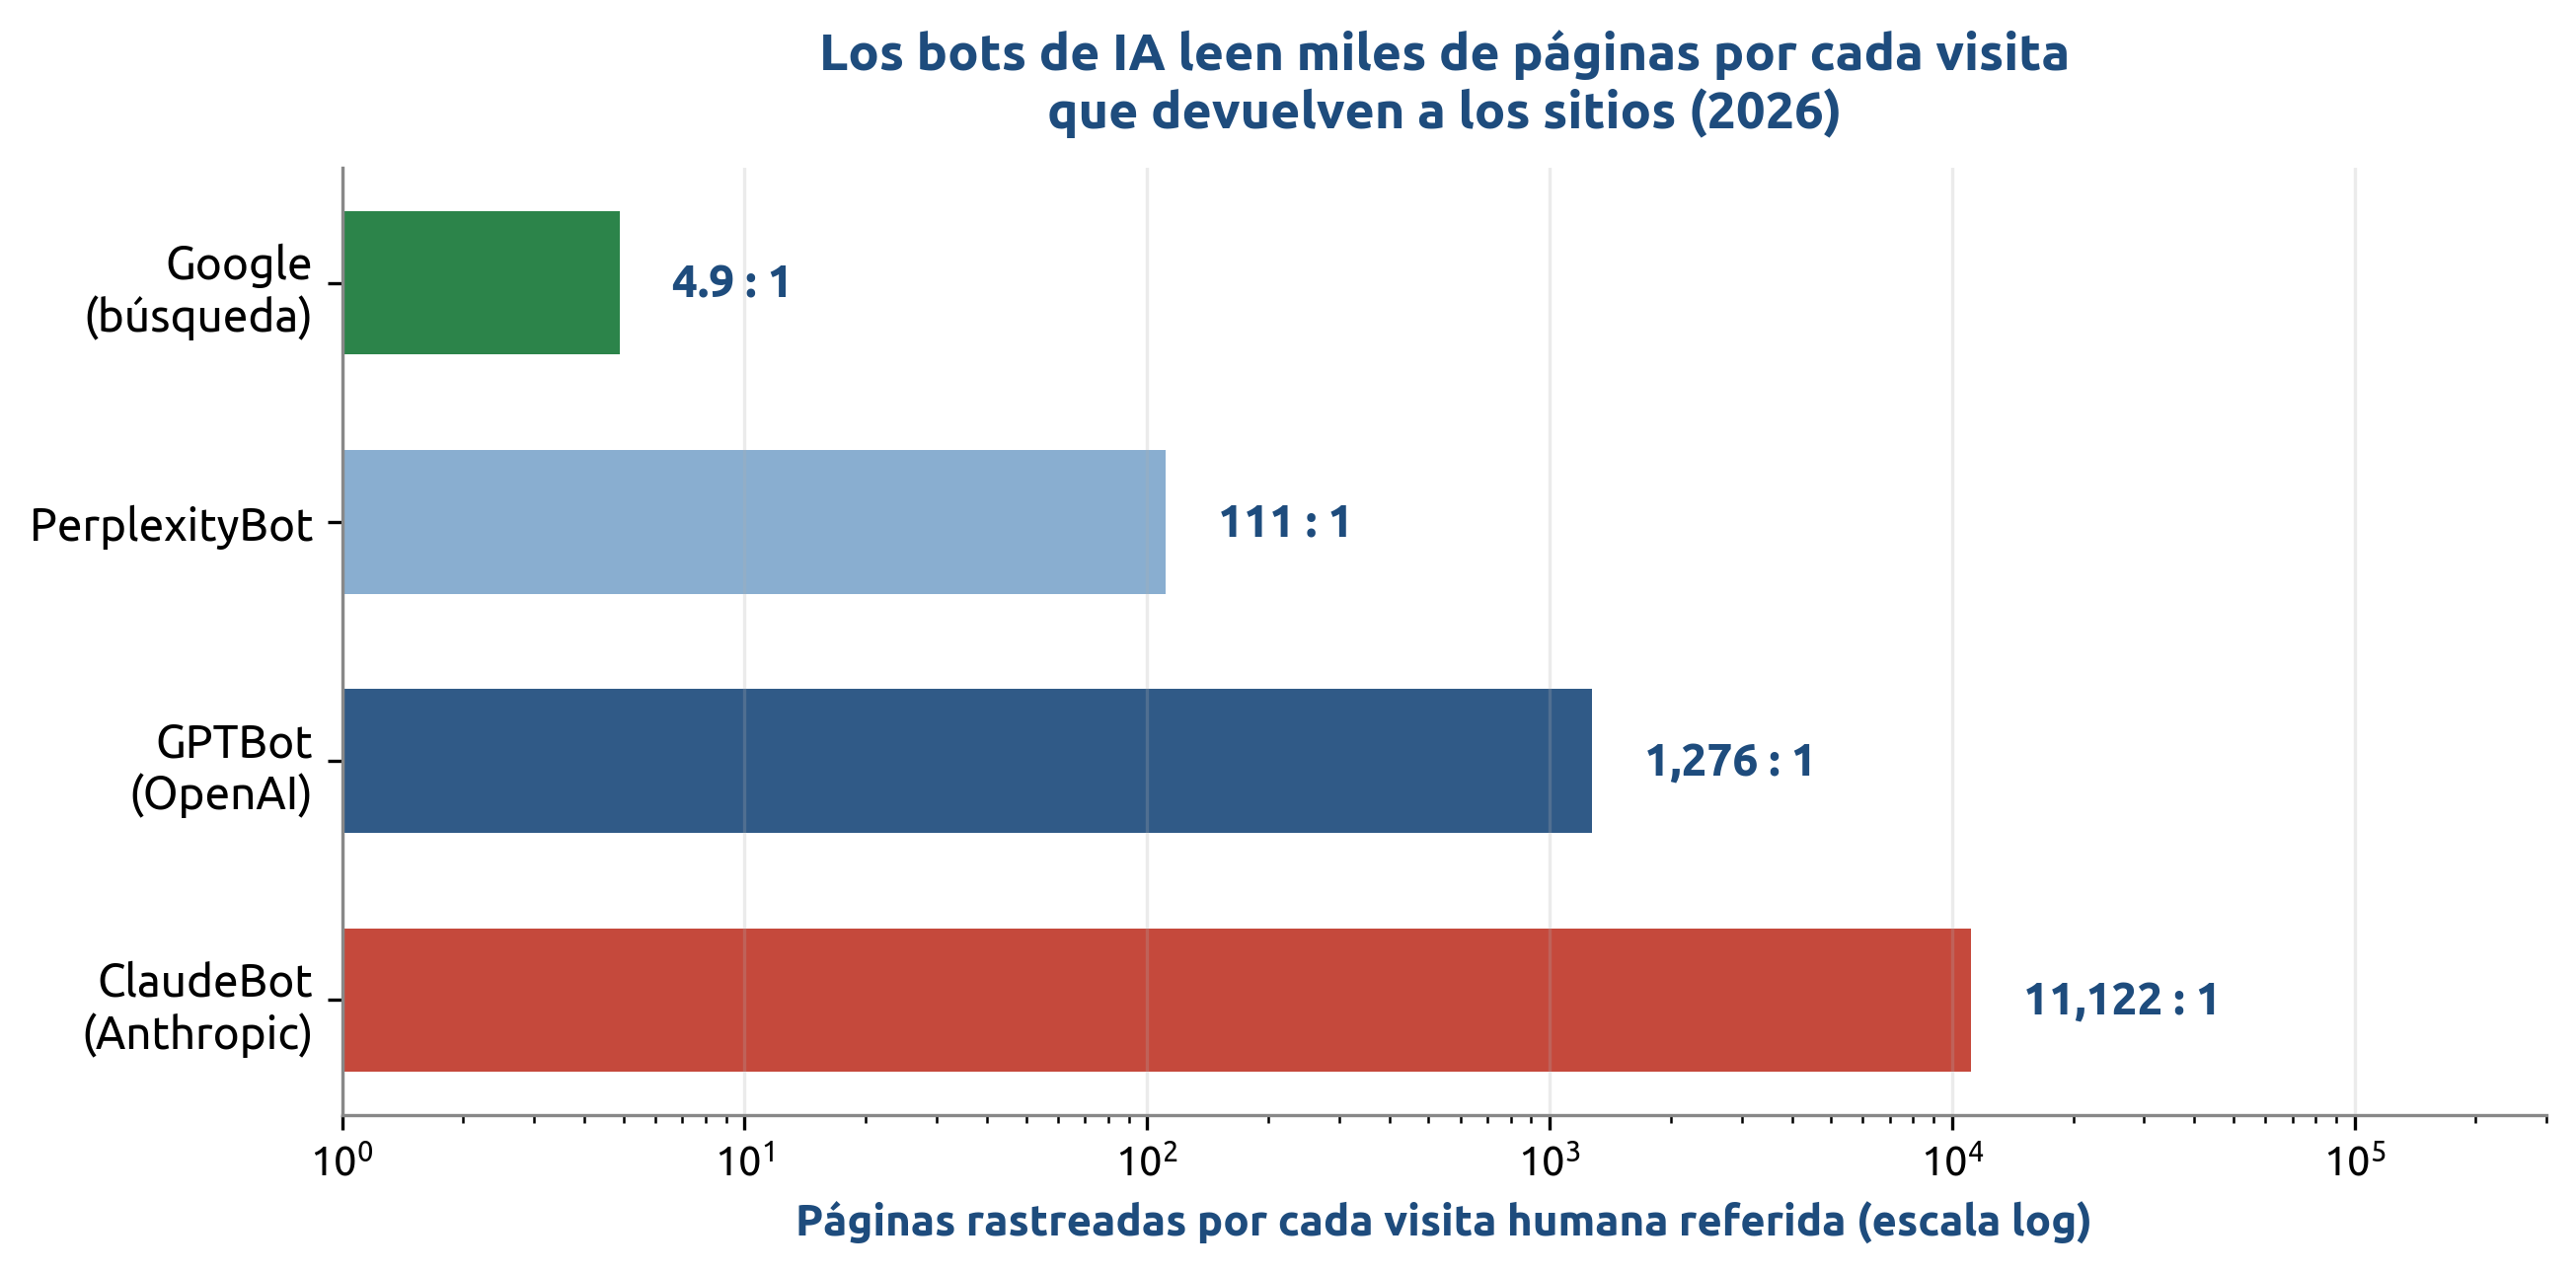 Los bots de IA leen miles de páginas por cada visita
que devuelven a los sitios (2026)
Google
(búsqueda)
4.9 : 1
PerplexityBot
111 : 1
GPTBot
(OpenAI)
1,276 : 1
ClaudeBot
(Anthropic)
11,122 : 1
10⁰ 10¹ 10² 10³ 10⁴ 10⁵
Páginas rastreadas por cada visita humana referida (escala log)